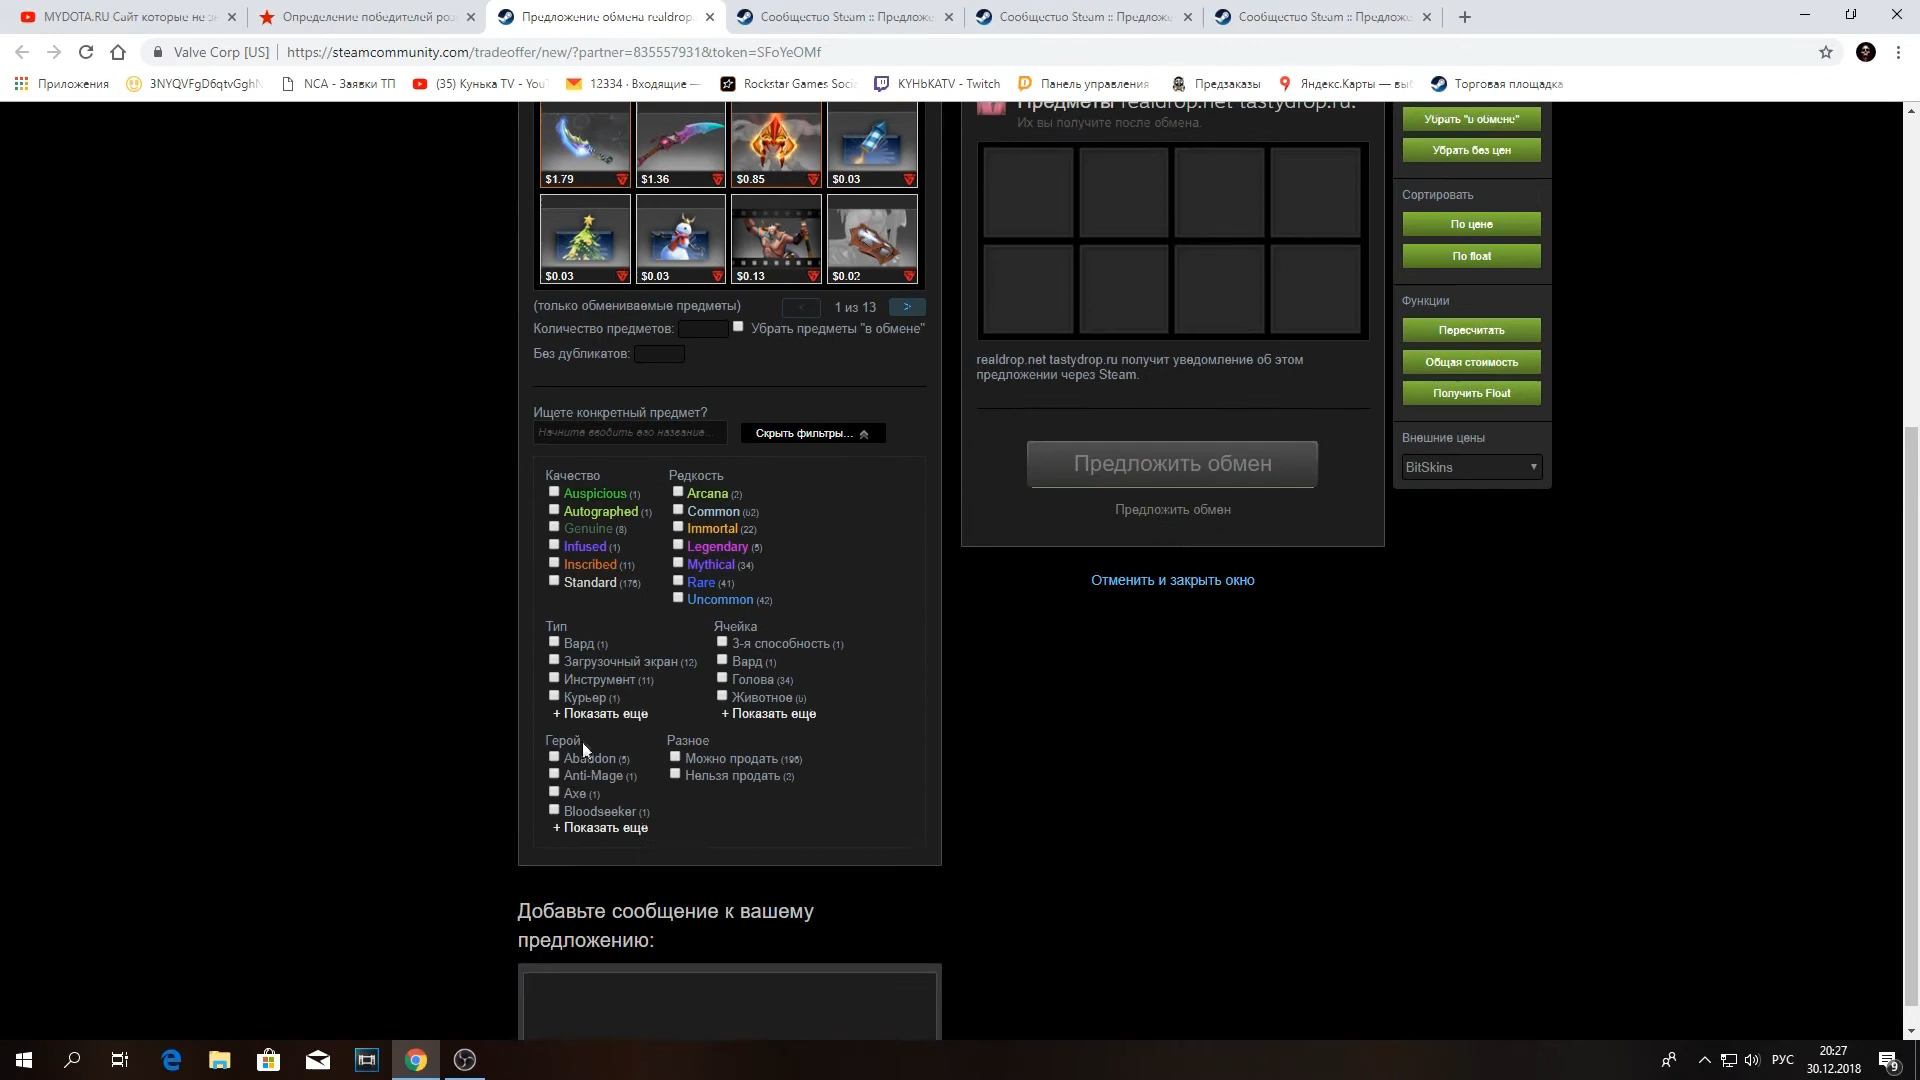 MYDOTA.RU Сайт которые не з
Определение победителей роз
Предложение обмена realdrop.
Сообщество Steam :: Предложе
Сообщество Steam :: Предложе
Сообщество Steam :: Предложе
Valve Corp [US]
https://steamcommunity.com/tradeoffer/new/?partner=835557931&token=SFoYeOMf
Приложения
3NYQVFgD6qtvGghN
NCA - Заявки ТП
(35) Кунька TV - YouT
12334 · Входящие —
Rockstar Games Socia
KYHbKATV - Twitch
Панель управления
Предзаказы
Яндекс.Карты — выб
Торговая площадка
$1.79
$1.36
$0.85
$0.03
$0.03
$0.03
$0.13
$0.02
(только обмениваемые предметы)
<
1 из 13
>
Количество предметов:
Убрать предметы "в обмене"
Без дубликатов:
Ищете конкретный предмет?
Начните вводить его название...
Скрыть фильтры...
Качество
Auspicious (1)
Autographed (1)
Genuine (8)
Infused (1)
Inscribed (11)
Standard (176)
Редкость
Arcana (2)
Common (52)
Immortal (22)
Legendary (5)
Mythical (34)
Rare (41)
Uncommon (42)
Тип
Вард (1)
Загрузочный экран (12)
Инструмент (11)
Курьер (1)
+ Показать еще
Ячейка
3-я способность (1)
Вард (1)
Голова (34)
Животное (6)
+ Показать еще
Герой
Abaddon (5)
Anti-Mage (1)
Axe (1)
Bloodseeker (1)
+ Показать еще
Разное
Можно продать (196)
Нельзя продать (2)
Добавьте сообщение к вашему
предложению:
Предметы realdrop.net tastydrop.ru:
Их вы получите после обмена.
realdrop.net tastydrop.ru получит уведомление об этом
предложении через Steam.
Предложить обмен
Предложить обмен
Отменить и закрыть окно
Убрать "в обмене"
Убрать без цен
Сортировать
По цене
По float
Функции
Пересчитать
Общая стоимость
Получить Float
Внешние цены
BitSkins
РУС
20:27
30.12.2018
9